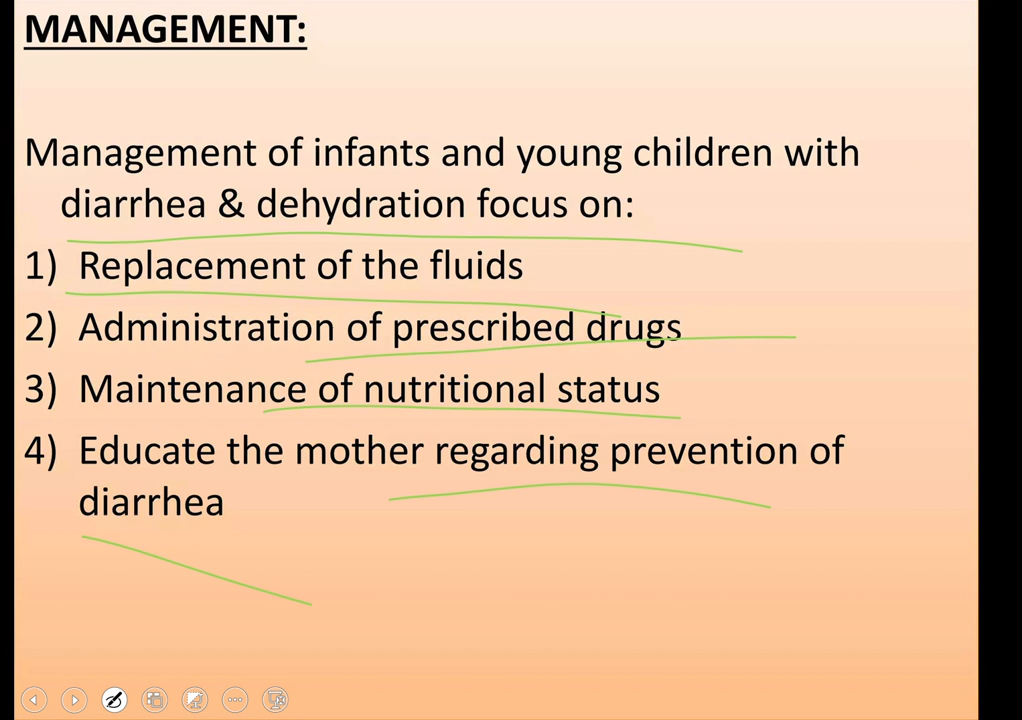 MANAGEMENT:
Management of infants and young children with
diarrhea & dehydration focus on:
1) Replacement of the fluids
2) Administration of prescribed drugs
3) Maintenance of nutritional status
4) Educate the mother regarding prevention of
diarrhea